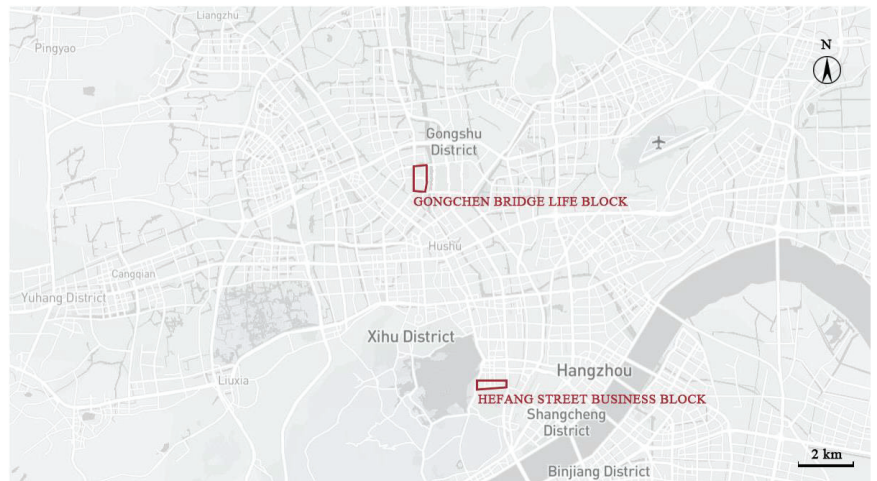 Liangzhu
Pingyao
N
Gongshu
District
GONGCHEN BRIDGE LIFE BLOCK
Hushu
Cangqian
Yuhang District
Xihu District
Hangzhou
Liuxia
HEFANG STREET BUSINESS BLOCK
Shangcheng
District
2 km
Binjiang District